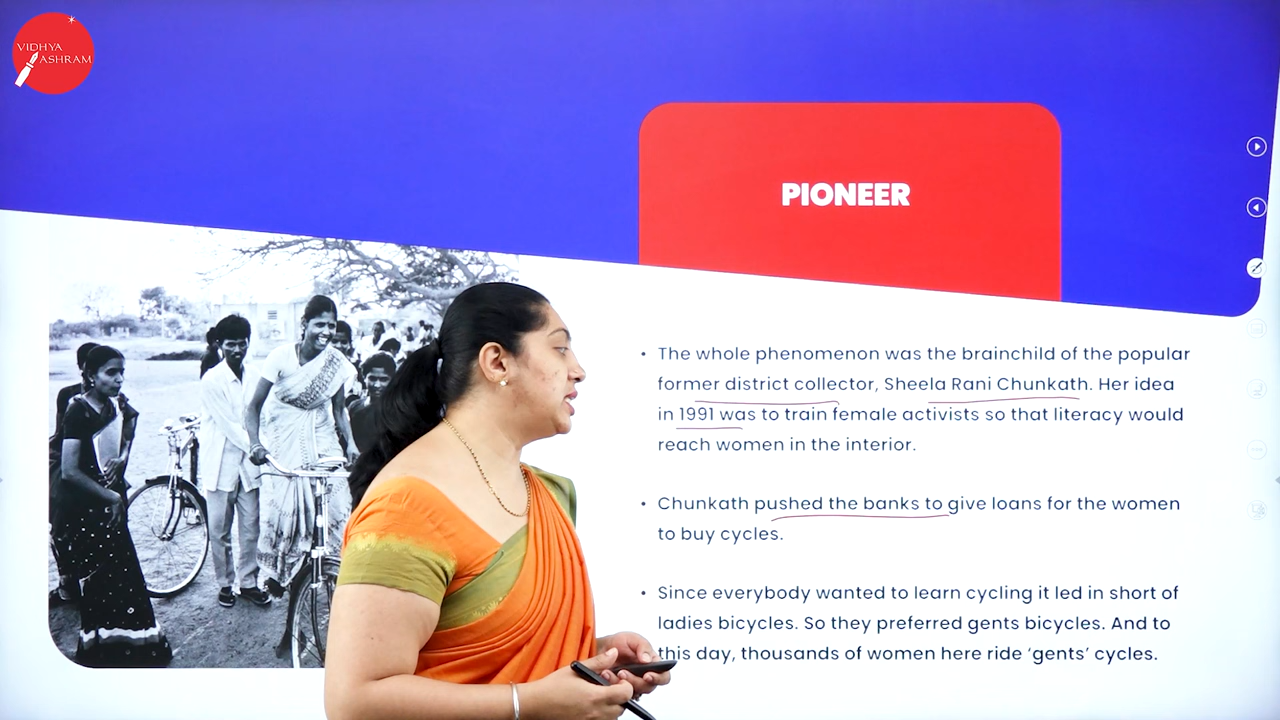 VIDHYA
ASHRAM
PIONEER
• The whole phenomenon was the brainchild of the popular
former district collector, Sheela Rani Chunkath. Her idea
in 1991 was to train female activists so that literacy would
reach women in the interior.
• Chunkath pushed the banks to give loans for the women
to buy cycles.
• Since everybody wanted to learn cycling it led in short of
ladies bicycles. So they preferred gents bicycles. And to
this day, thousands of women here ride ‘gents’ cycles.